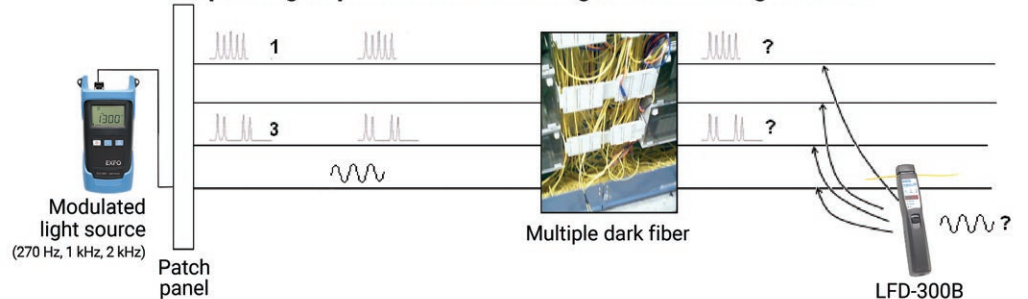 1
?
3
?
1300
EXFO
Modulated
light source
(270 Hz, 1 kHz, 2 kHz)
Patch
panel
Multiple dark fiber
?
LFD-300B